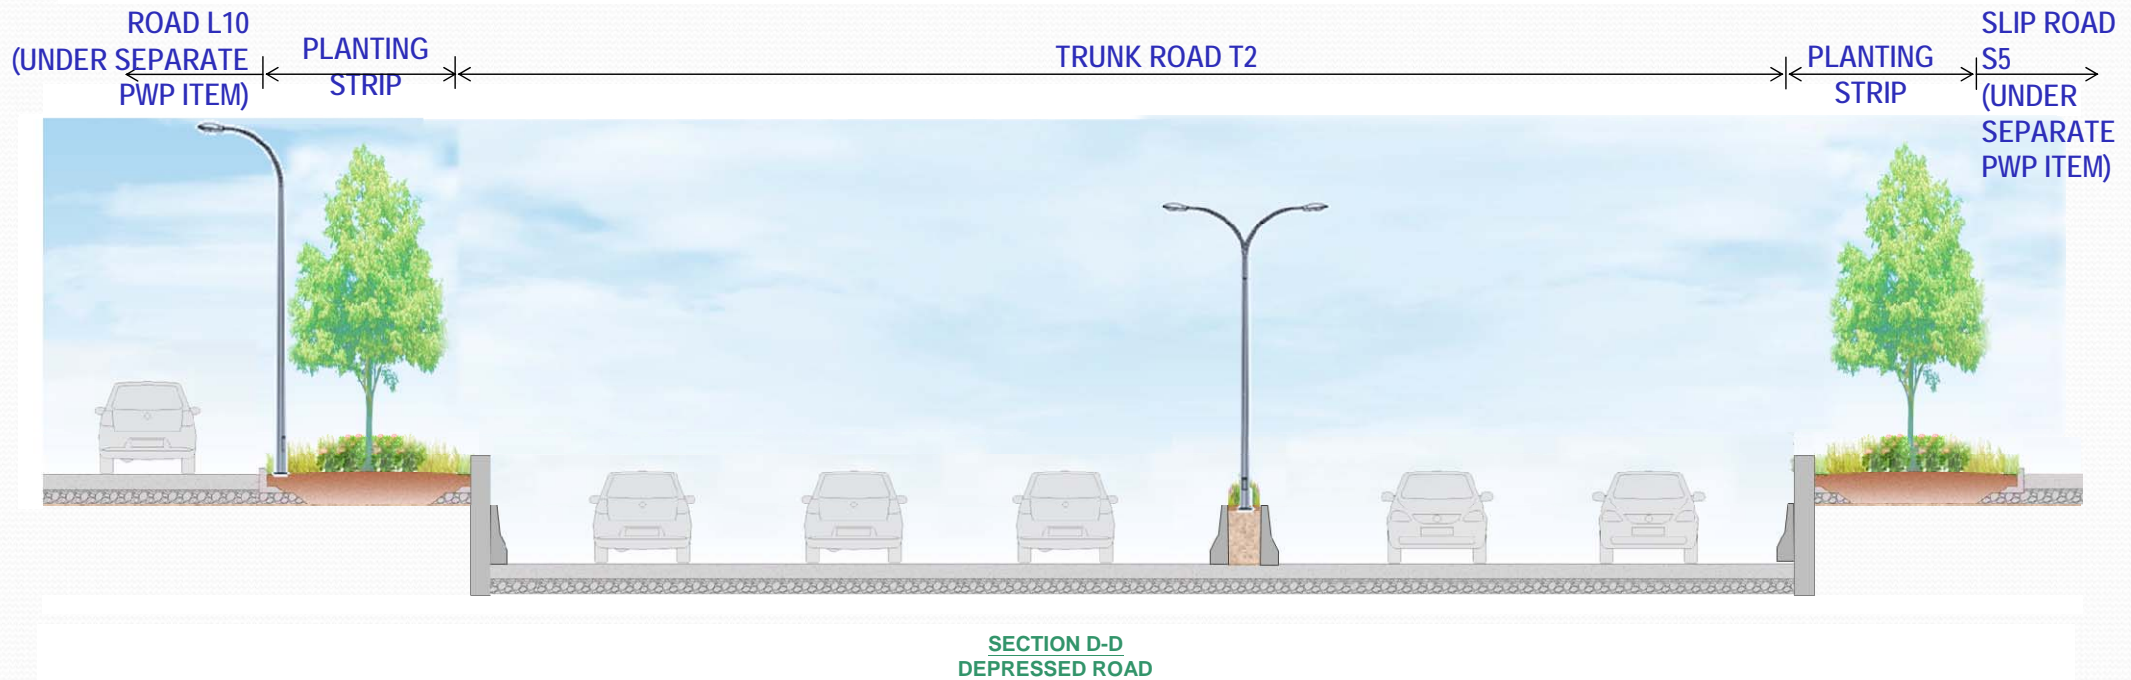 ROAD L10
(UNDER SEPARATE
PWP ITEM)
PLANTING
STRIP
TRUNK ROAD T2
PLANTING
STRIP
SLIP ROAD
S5
(UNDER
SEPARATE
PWP ITEM)
SECTION D-D
DEPRESSED ROAD